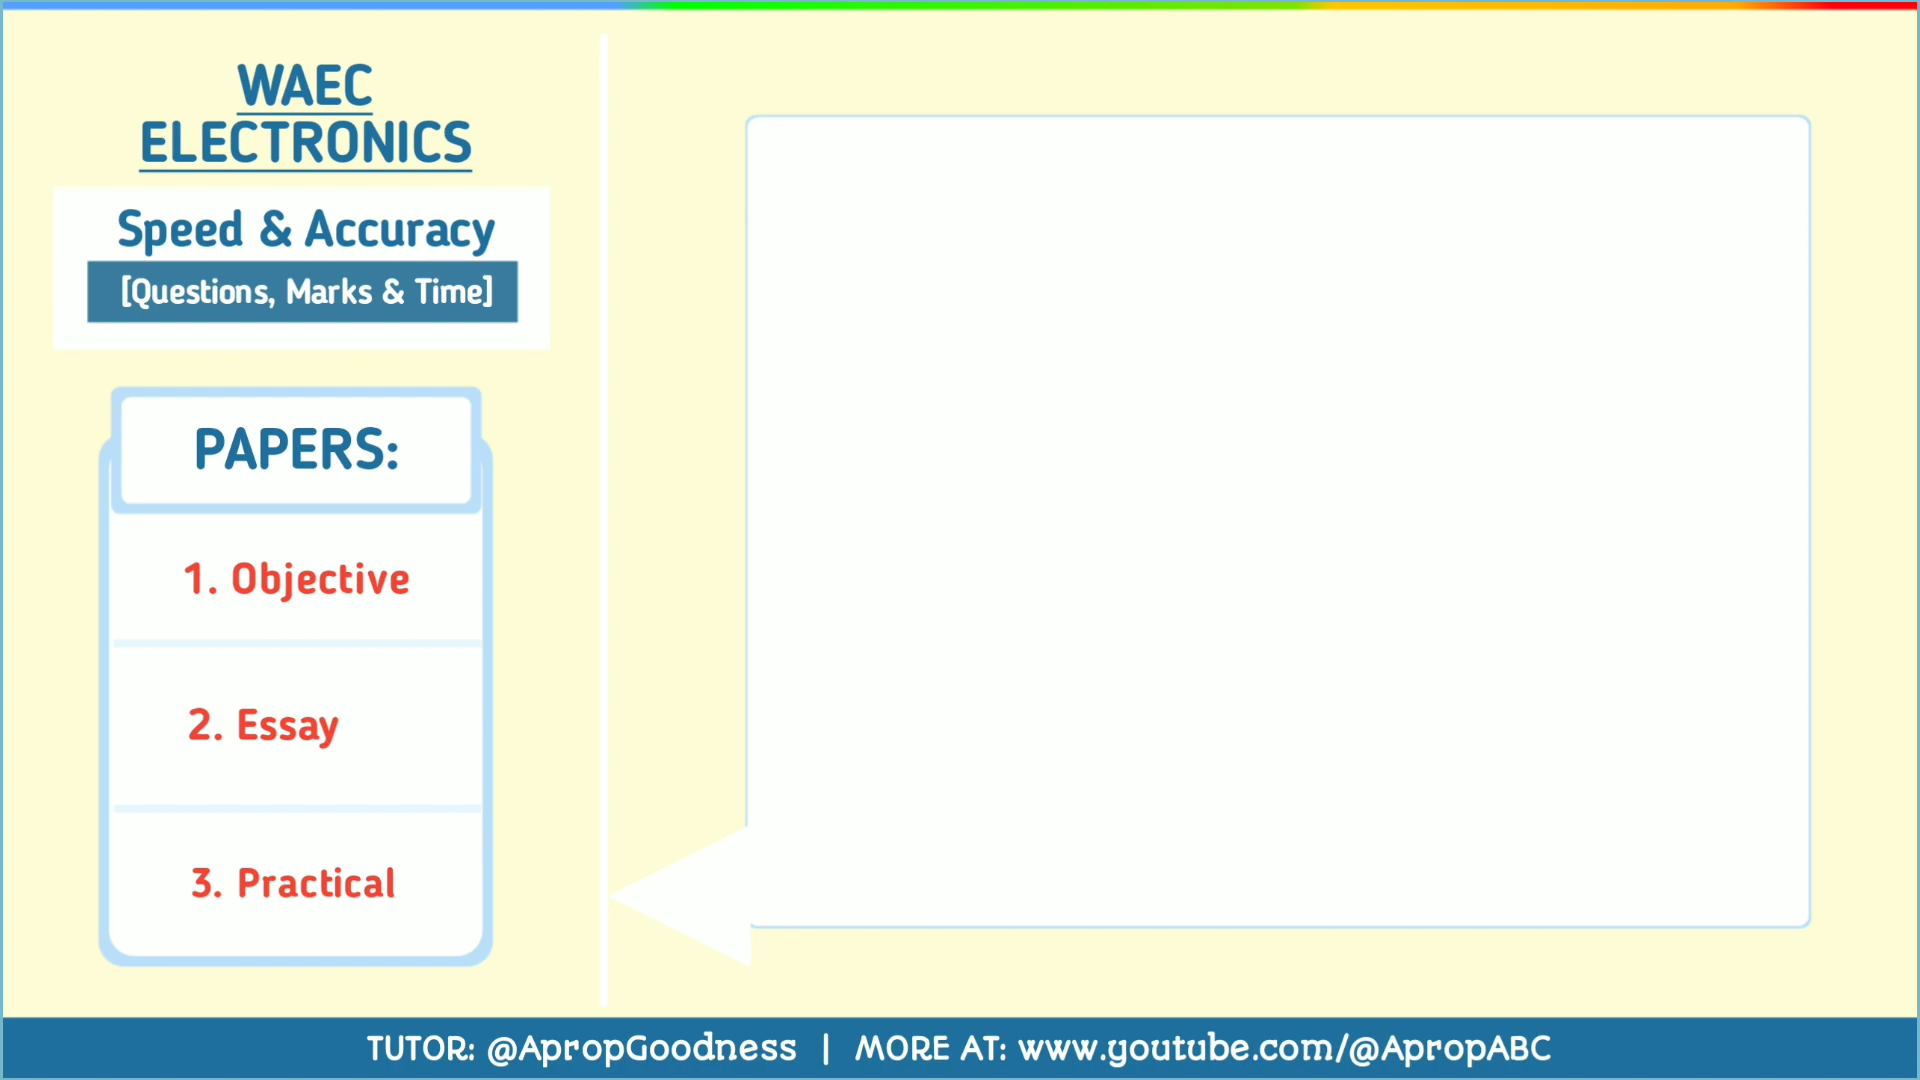 WAEC
ELECTRONICS
Speed & Accuracy
[Questions, Marks & Time]
PAPERS:
1. Objective
2. Essay
3. Practical
TUTOR: @ApropGoodness | MORE AT: www.youtube.com/@ApropABC